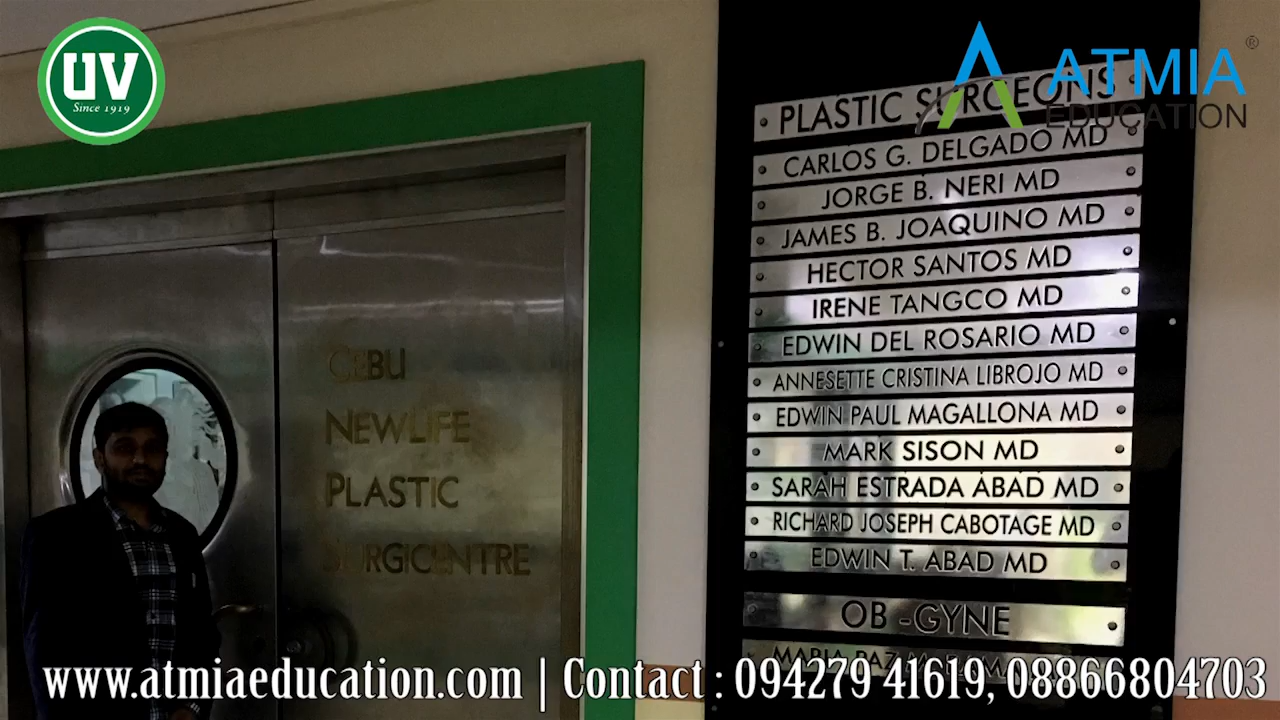 UV
Since 1919
ATMIA
EDUCATION
®
CEBU
NEWLIFE
PLASTIC
SURGICENTRE
PLASTIC SURGEONS
CARLOS G. DELGADO MD
JORGE B. NERI MD
JAMES B. JOAQUINO MD
HECTOR SANTOS MD
IRENE TANGCO MD
EDWIN DEL ROSARIO MD
ANNESETTE CRISTINA LIBROJO MD
EDWIN PAUL MAGALLONA MD
MARK SISON MD
SARAH ESTRADA ABAD MD
RICHARD JOSEPH CABOTAGE MD
EDWIN T. ABAD MD
OB -GYNE
MARIA PAZ
www.atmiaeducation.com | Contact : 094279 41619, 08866804703